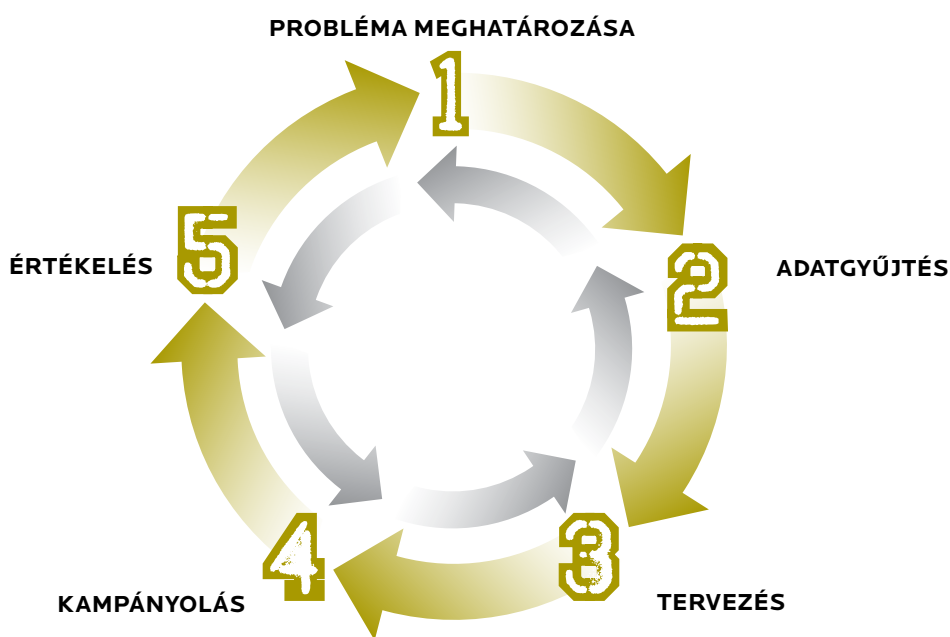 PROBLÉMA MEGHATÁROZÁSA
1
2
ADATGYŰJTÉS
3
TERVEZÉS
4
KAMPÁNYOLÁS
5
ÉRTÉKELÉS